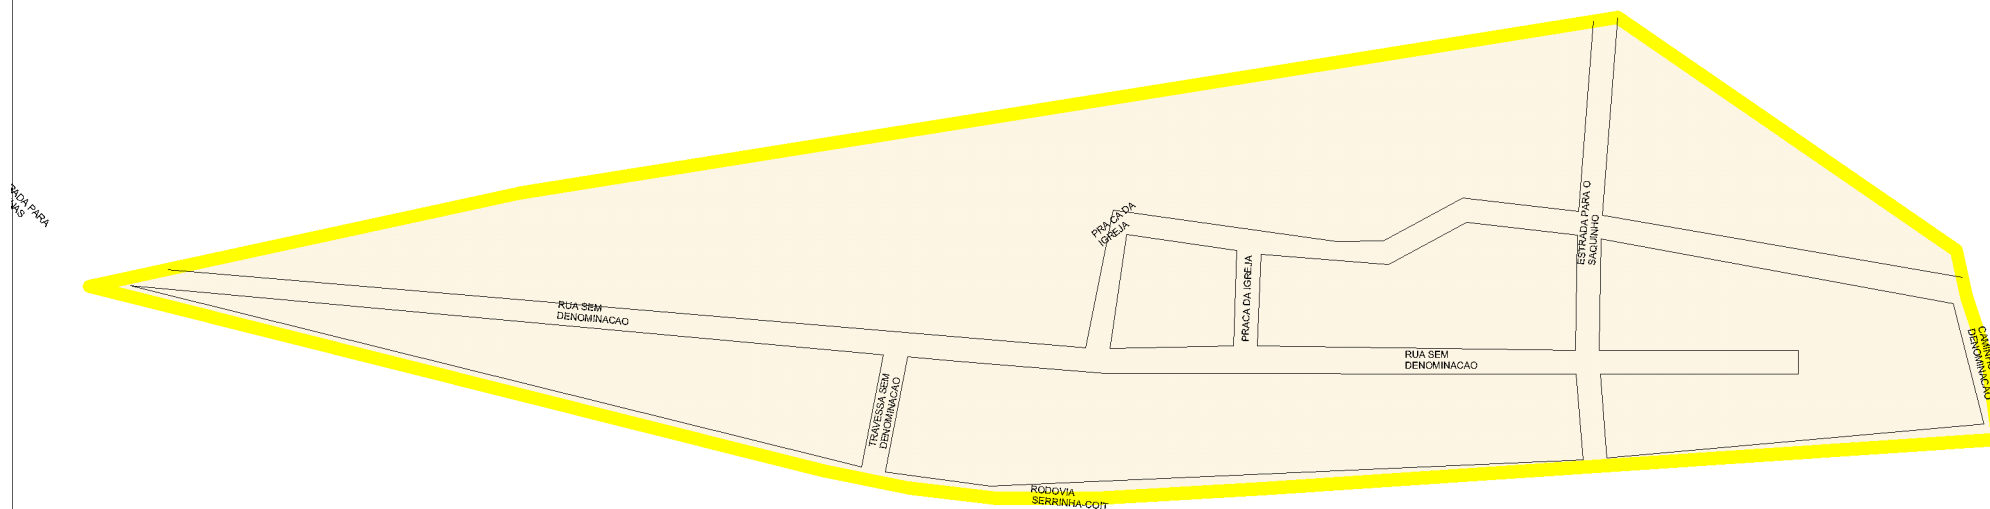 PARA
PRACA DA
IGREJA
ESTRADA PARA O
SAQUINHO
PRACA DA IGREJA
RUA SEM
DENOMINACAO
RUA SEM
DENOMINACAO
TRAVESSA SEM
DENOMINACAO
CAMINHO
DENOMINACAO
RODOVIA
SERRINHA-COIT